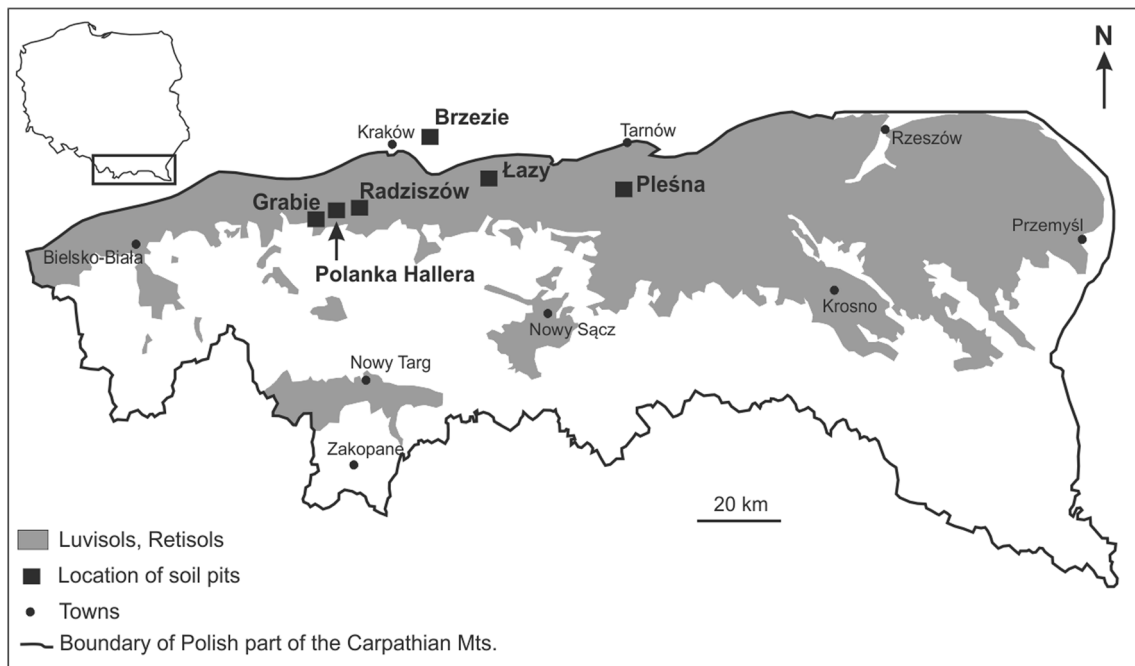 N
Brzezie
Kraków
Tarnów
Rzeszów
Łazy
Radziszów
Pleśna
Grabie
Przemyśl
Bielsko-Biała
Polanka Hallera
Krosno
Nowy Sącz
Nowy Targ
Zakopane
20 km
Luvisols, Retisols
Location of soil pits
Towns
Boundary of Polish part of the Carpathian Mts.